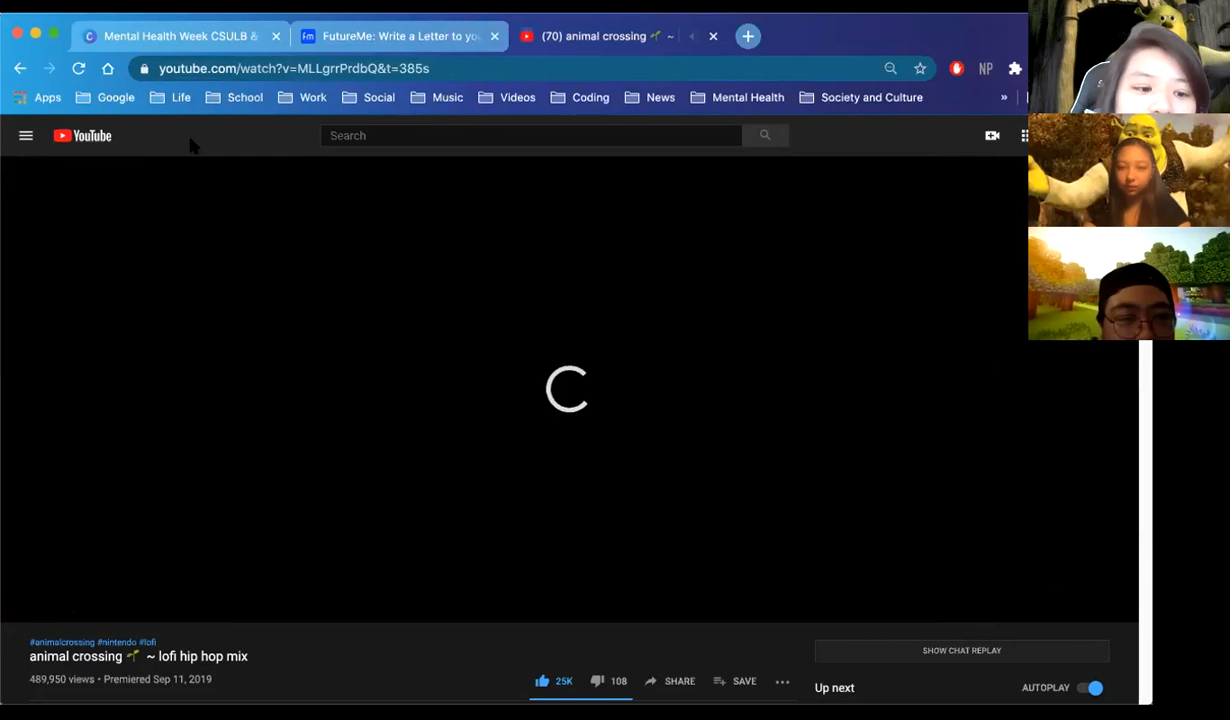 Mental Health Week CSULB &
FutureMe: Write a Letter to you
(70) animal crossing 🌱 ~
youtube.com/watch?v=MLLgrrPrdbQ&t=385s
NP
Apps Google Life School Work Social Music Videos Coding News Mental Health Society and Culture »
YouTube
Search
#animalcrossing #nintendo #lofi
animal crossing 🌱 ~ lofi hip hop mix
489,950 views • Premiered Sep 11, 2019
25K 108 SHARE SAVE
SHOW CHAT REPLAY
Up next AUTOPLAY